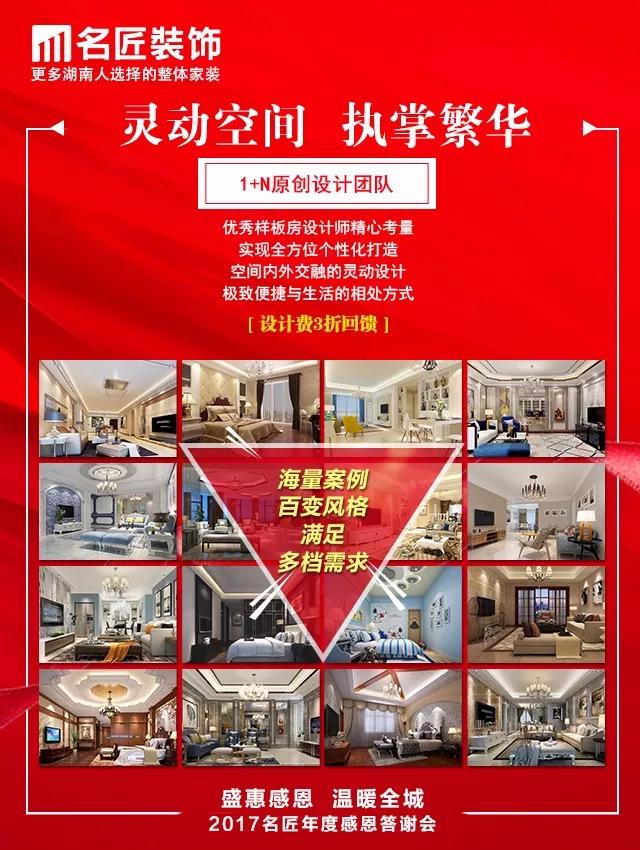 名匠装饰
更多湖南人选择的整体家装
灵动空间 执掌繁华
1+N原创设计团队
优秀样板房设计师精心考量
实现全方位个性化打造
空间内外交融的灵动设计
极致便捷与生活的相处方式
[ 设计费3折回馈 ]
海量案例
百变风格
满足
多档需求
盛惠感恩 温暖全城
2017名匠年度感恩答谢会